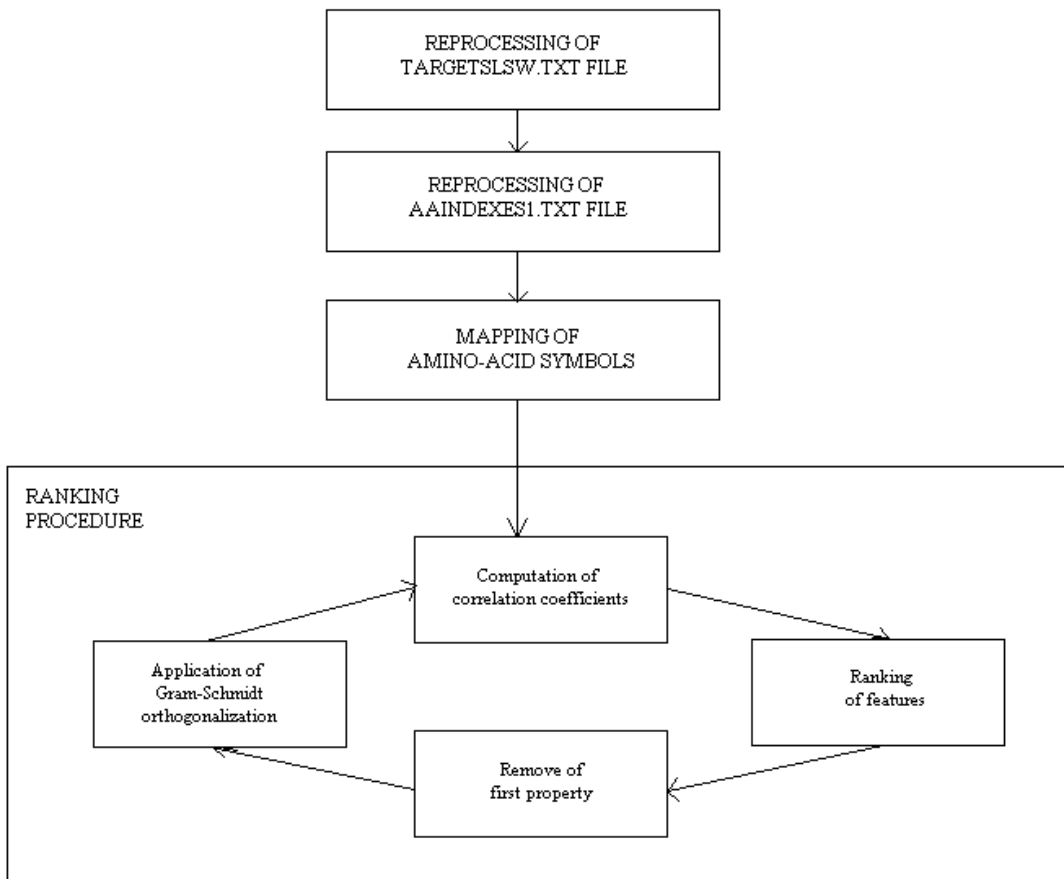 REPROCESSING OF
TARGETSLSW.TXT FILE
REPROCESSING OF
AAINDEXES1.TXT FILE
MAPPING OF
AMINO-ACID SYMBOLS
RANKING
PROCEDURE
Computation of
correlation coefficients
Ranking
of features
Remove of
first property
Application of
Gram-Schmidt
orthogonalization